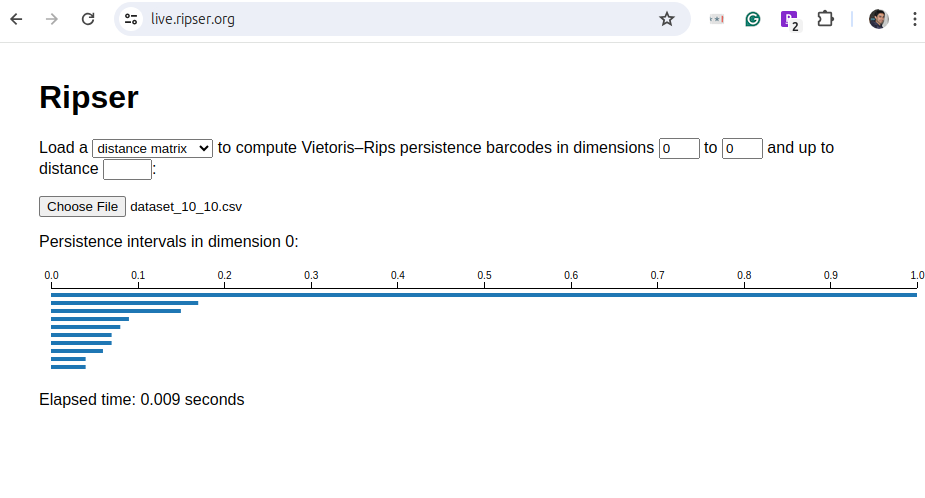 live.ripser.org
2
Ripser
Load a distance matrix to compute Vietoris–Rips persistence barcodes in dimensions 0 to 0 and up to
distance :
Choose File dataset_10_10.csv
Persistence intervals in dimension 0:
0.0 0.1 0.2 0.3 0.4 0.5 0.6 0.7 0.8 0.9 1.0
Elapsed time: 0.009 seconds